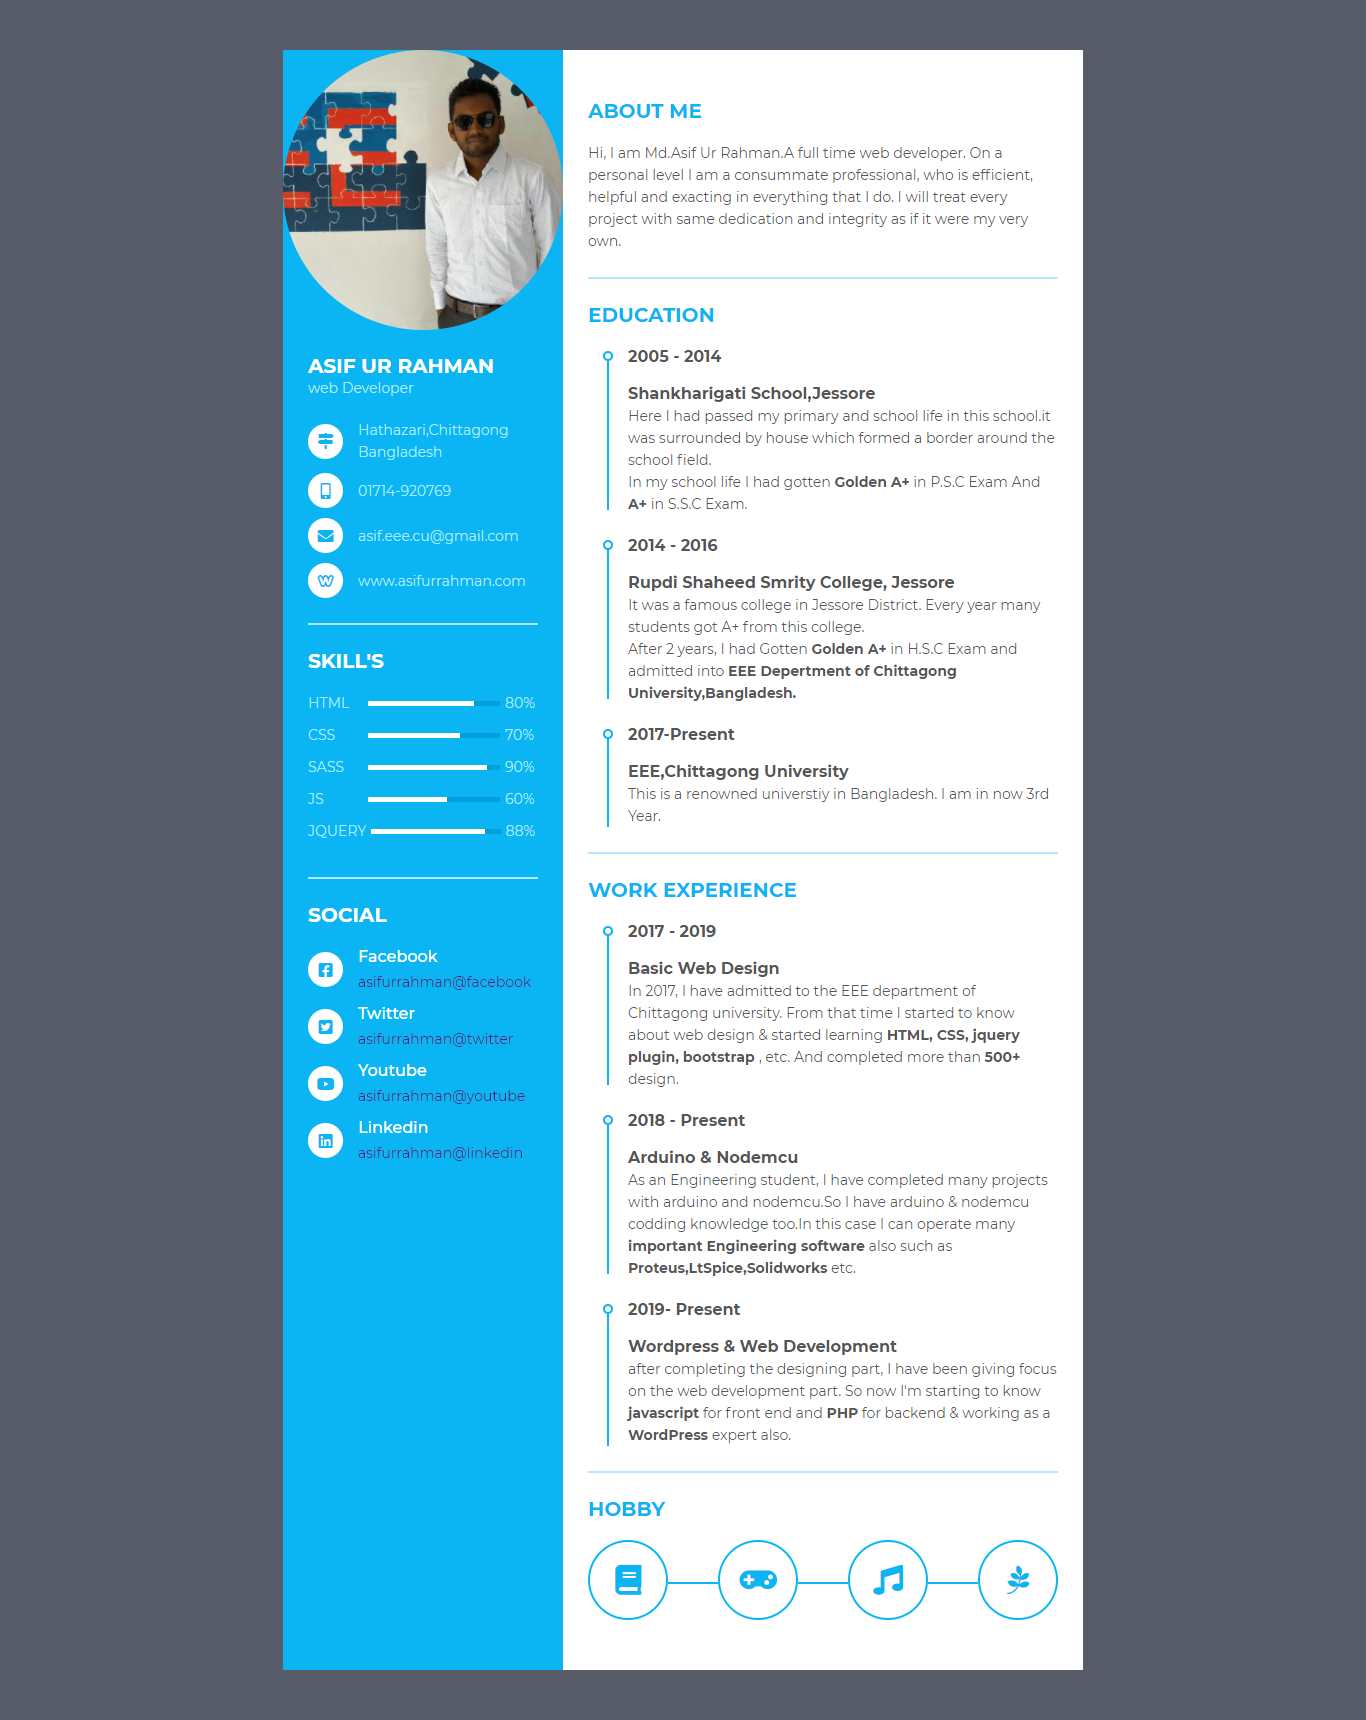 ASIF UR RAHMAN
web Developer
Hathazari,Chittagong
Bangladesh
01714-920769
asif.eee.cu@gmail.com
www.asifurrahman.com
SKILL'S
HTML 80%
CSS 70%
SASS 90%
JS 60%
JQUERY 88%
SOCIAL
Facebook
asifurrahman@facebook
Twitter
asifurrahman@twitter
Youtube
asifurrahman@youtube
Linkedin
asifurrahman@linkedin
ABOUT ME
Hi, I am Md.Asif Ur Rahman.A full time web developer. On a
personal level I am a consummate professional, who is efficient,
helpful and exacting in everything that I do. I will treat every
project with same dedication and integrity as if it were my very
own.
EDUCATION
2005 - 2014
Shankharigati School,Jessore
Here I had passed my primary and school life in this school.it
was surrounded by house which formed a border around the
school field.
In my school life I had gotten Golden A+ in P.S.C Exam And
A+ in S.S.C Exam.
2014 - 2016
Rupdi Shaheed Smrity College, Jessore
It was a famous college in Jessore District. Every year many
students got A+ from this college.
After 2 years, I had Gotten Golden A+ in H.S.C Exam and
admitted into EEE Depertment of Chittagong
University,Bangladesh.
2017-Present
EEE,Chittagong University
This is a renowned universtiy in Bangladesh. I am in now 3rd
Year.
WORK EXPERIENCE
2017 - 2019
Basic Web Design
In 2017, I have admitted to the EEE department of
Chittagong university. From that time I started to know
about web design & started learning HTML, CSS, jquery
plugin, bootstrap , etc. And completed more than 500+
design.
2018 - Present
Arduino & Nodemcu
As an Engineering student, I have completed many projects
with arduino and nodemcu.So I have arduino & nodemcu
codding knowledge too.In this case I can operate many
important Engineering software also such as
Proteus,LtSpice,Solidworks etc.
2019- Present
Wordpress & Web Development
after completing the designing part, I have been giving focus
on the web development part. So now I'm starting to know
javascript for front end and PHP for backend & working as a
WordPress expert also.
HOBBY